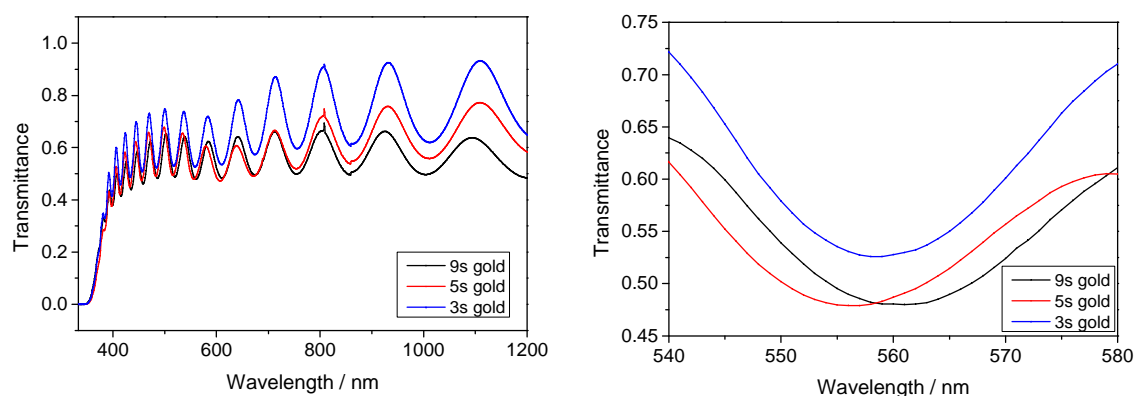 1.0
0.8
0.6
0.4
0.2
0.0
Transmittance
400 600 800 1000 1200
Wavelength / nm
9s gold
5s gold
3s gold
0.75
0.70
0.65
0.60
0.55
0.50
0.45
Transmittance
540 550 560 570 580
Wavelength / nm
9s gold
5s gold
3s gold